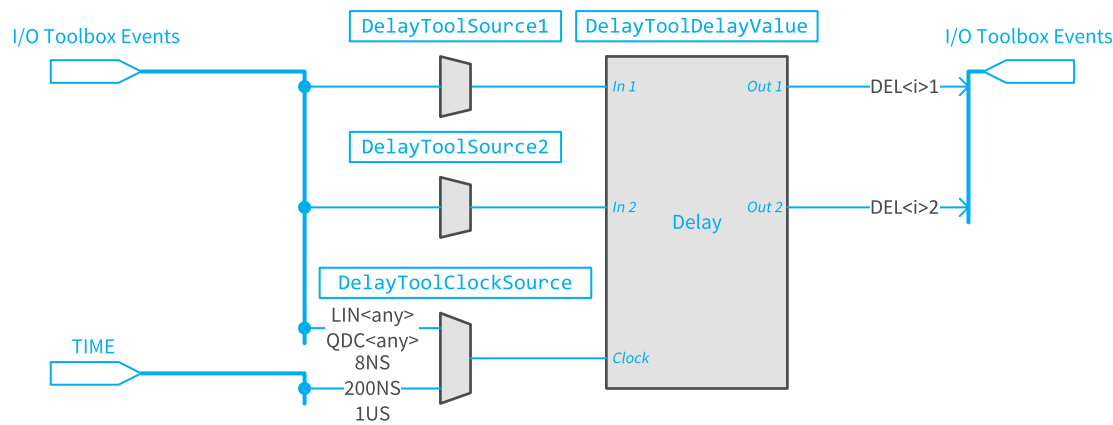 DelayToolSource1
DelayToolDelayValue
I/O Toolbox Events
I/O Toolbox Events
In 1
Out 1
DEL<i>1
DelayToolSource2
In 2
Out 2
DEL<i>2
Delay
DelayToolClockSource
LIN<any>
QDC<any>
TIME
8NS
Clock
200NS
1US